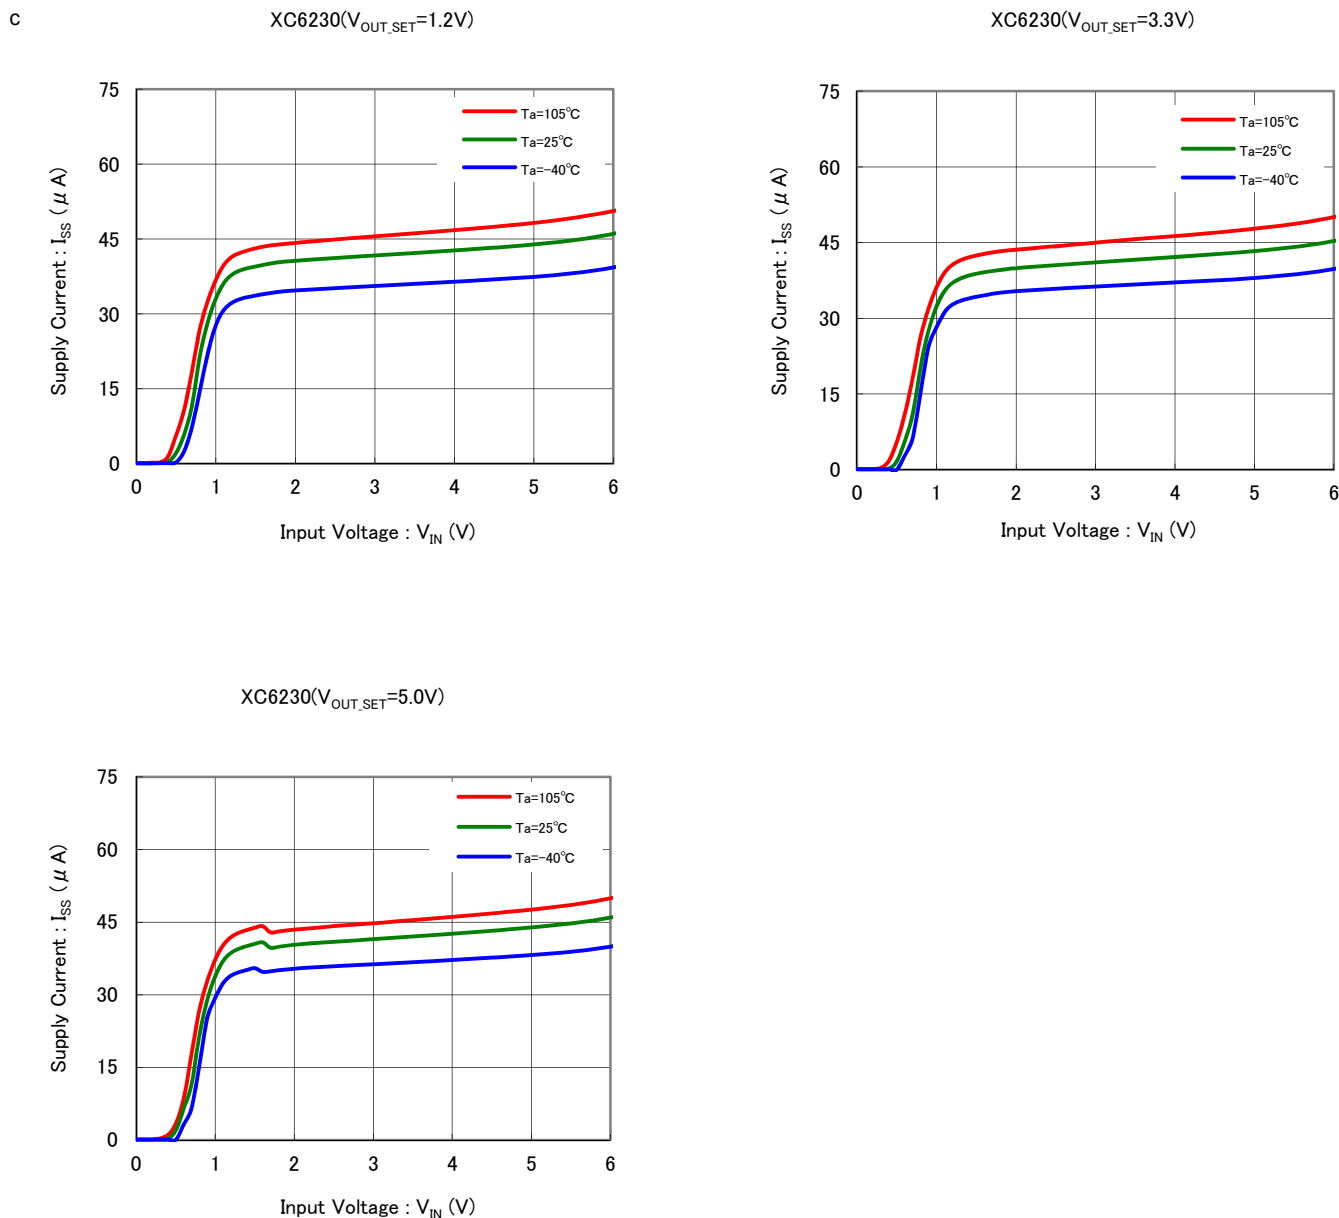 c
XC6230(VOUT_SET=1.2V)
75
60
45
30
15
0
0 1 2 3 4 5 6
Supply Current : ISS (μA)
Input Voltage : VIN (V)
Ta=105℃
Ta=25℃
Ta=-40℃
XC6230(VOUT_SET=3.3V)
75
60
45
30
15
0
0 1 2 3 4 5 6
Supply Current : ISS (μA)
Input Voltage : VIN (V)
Ta=105℃
Ta=25℃
Ta=-40℃
XC6230(VOUT_SET=5.0V)
75
60
45
30
15
0
0 1 2 3 4 5 6
Supply Current : ISS (μA)
Input Voltage : VIN (V)
Ta=105℃
Ta=25℃
Ta=-40℃